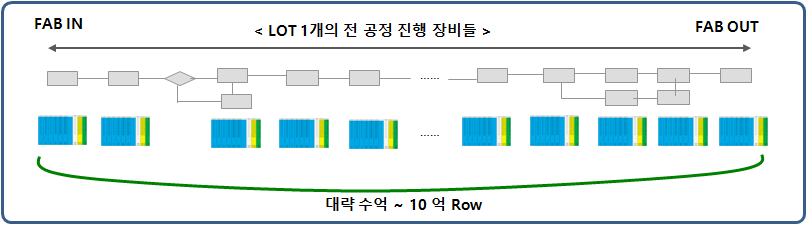 FAB IN
< LOT 1개의 전 공정 진행 장비들 >
FAB OUT
......
......
대략 수억 ~ 10 억 Row